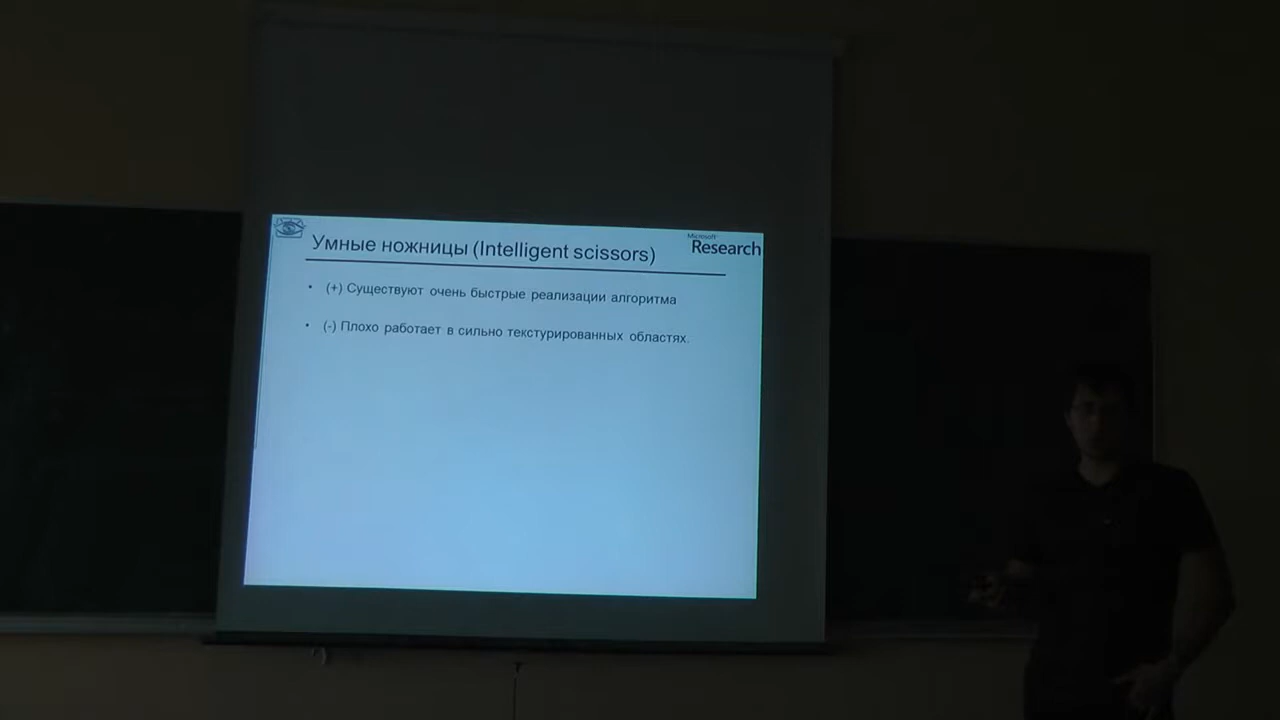 Умные ножницы (Intelligent scissors)
Microsoft
Research
• (+) Существуют очень быстрые реализации алгоритма
• (-) Плохо работает в сильно текстурированных областях.